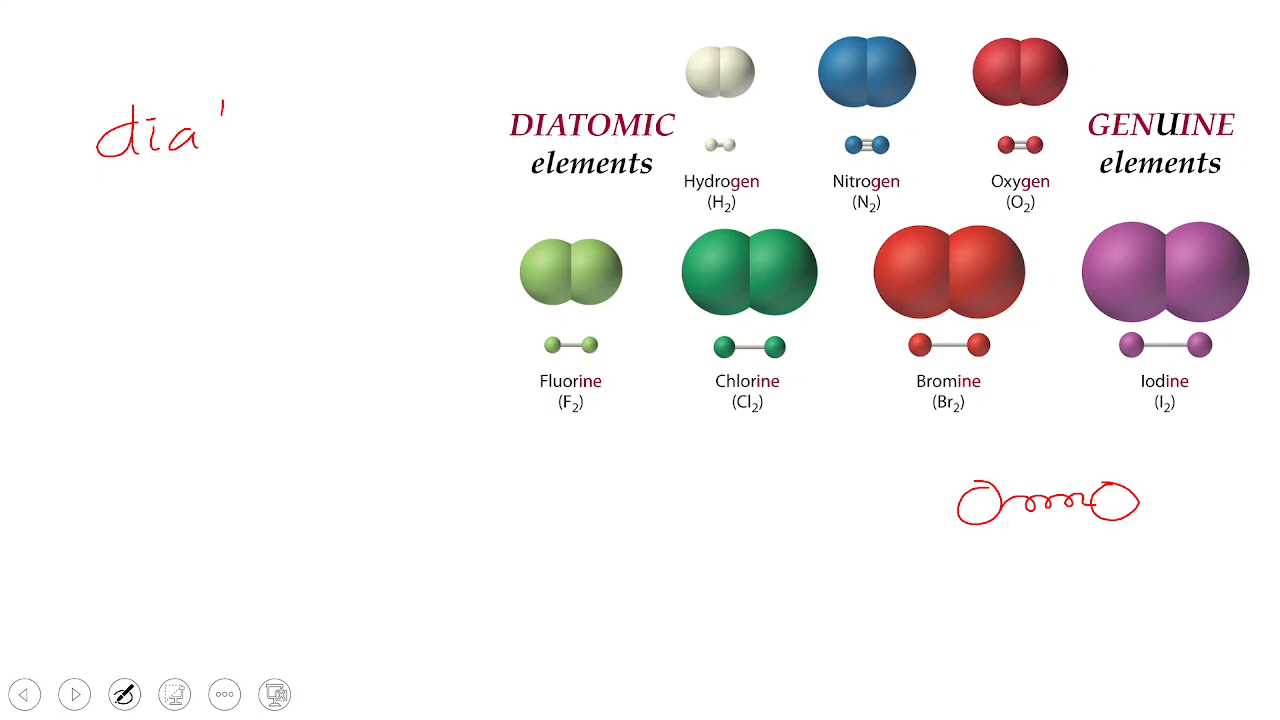 dia'
DIATOMIC
elements
GENUINE
elements
Hydrogen
(H₂)
Nitrogen
(N₂)
Oxygen
(O₂)
Fluorine
(F₂)
Chlorine
(Cl₂)
Bromine
(Br₂)
Iodine
(I₂)